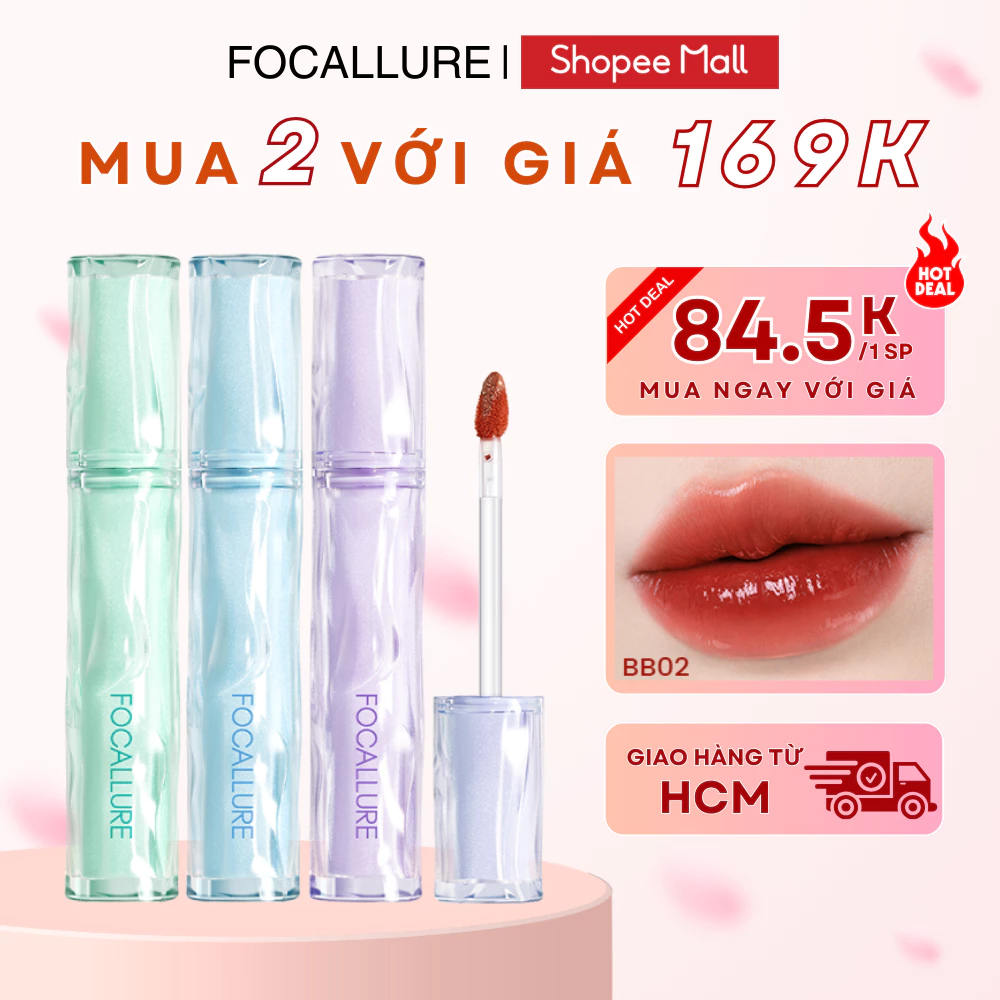 FOCALLURE | Shopee Mall
MUA 2 VỚI GIÁ 169K
HOT DEAL
HOT DEAL
84.5K
/1 SP
MUA NGAY VỚI GIÁ
BB02
GIAO HÀNG TỪ
HCM
FOCALLURE
FOCALLURE
FOCALLURE